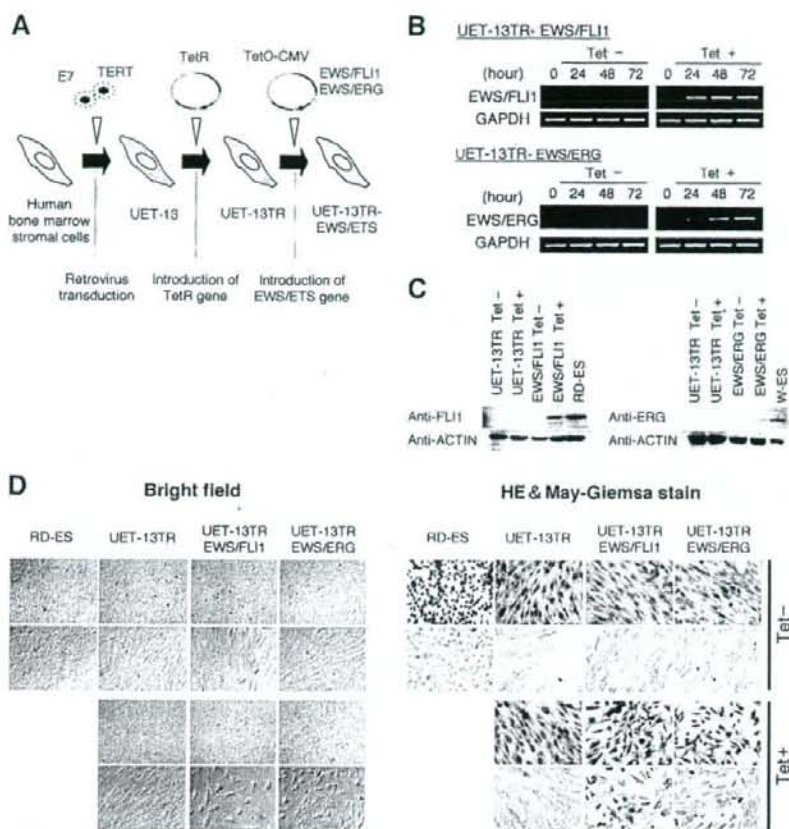 A
E7
TERT
TetR
TetO-CMV
EWS/FLI1
EWS/ERG
Human
bone marrow
stromal cells
UET-13
UET-13TR
UET-13TR-
EWS/ETS
Retrovirus
transduction
Introduction of
TetR gene
Introduction of
EWS/ETS gene
B
UET-13TR- EWS/FLI1
Tet − Tet +
(hour) 0 24 48 72 0 24 48 72
EWS/FLI1
GAPDH
UET-13TR- EWS/ERG
Tet − Tet +
(hour) 0 24 48 72 0 24 48 72
EWS/ERG
GAPDH
C
UET-13TR Tet −
UET-13TR Tet +
EWS/FLI1 Tet −
EWS/FLI1 Tet +
RD-ES
Anti-FLI1
Anti-ACTIN
UET-13TR Tet −
UET-13TR Tet +
EWS/ERG Tet −
EWS/ERG Tet +
W-ES
Anti-ERG
Anti-ACTIN
D
Bright field
RD-ES UET-13TR UET-13TR EWS/FLI1 UET-13TR EWS/ERG
HE & May-Giemsa stain
RD-ES UET-13TR UET-13TR EWS/FLI1 UET-13TR EWS/ERG
Tet−
Tet+